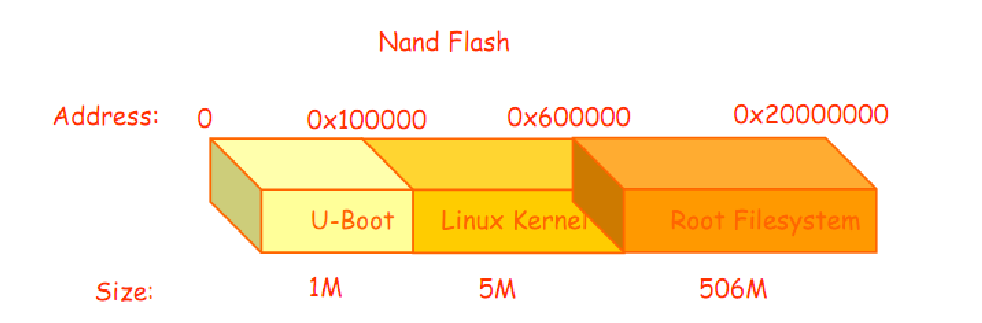 Nand Flash
Address: 0 0x100000 0x600000 0x20000000
U-Boot Linux Kernel Root Filesystem
Size: 1M 5M 506M